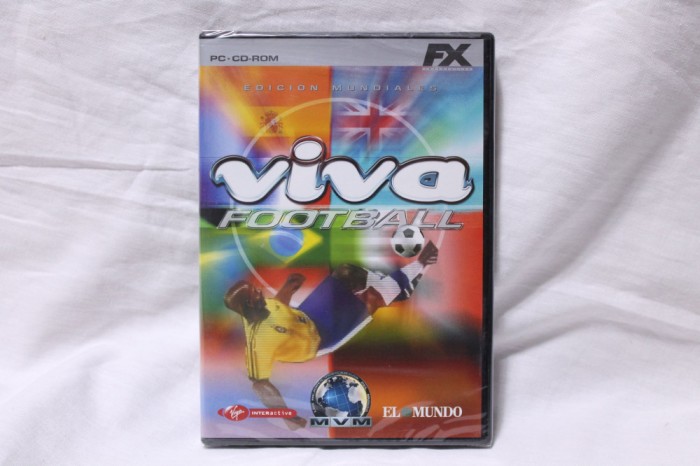 PC-CD-ROM
FX
EDICION MUNDIALES
viva
FOOTBALL
Virgin INTERACTIVE
MVM
EL MUNDO